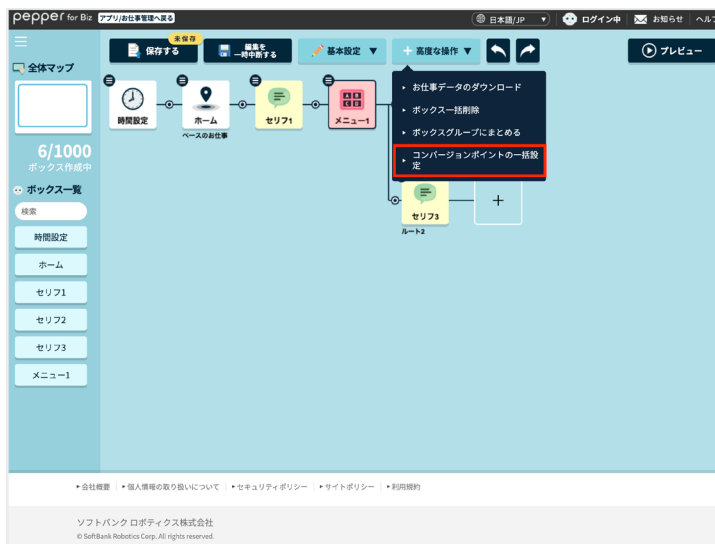 pepper for Biz
アプリ/お仕事管理へ戻る
日本語/JP ▼
ログイン中
お知らせ
未保存
保存する
編集を
一時中断する
基本設定 ▼
高度な操作 ▼
プレビュー
全体マップ
6/1000
ボックス作成中
ボックス一覧
検索
時間設定
ホーム
セリフ1
セリフ2
セリフ3
メニュー1
時間設定
ホーム
ベースのお仕事
セリフ1
A B
C D
メニュー1
お仕事データのダウンロード
ボックス一括削除
ボックスグループにまとめる
コンバージョンポイントの一括設
定
セリフ3
ルート2
会社概要
個人情報の取り扱いについて
セキュリティポリシー
サイトポリシー
利用規約
ソフトバンク ロボティクス株式会社
© SoftBank Robotics Corp. All rights reserved.